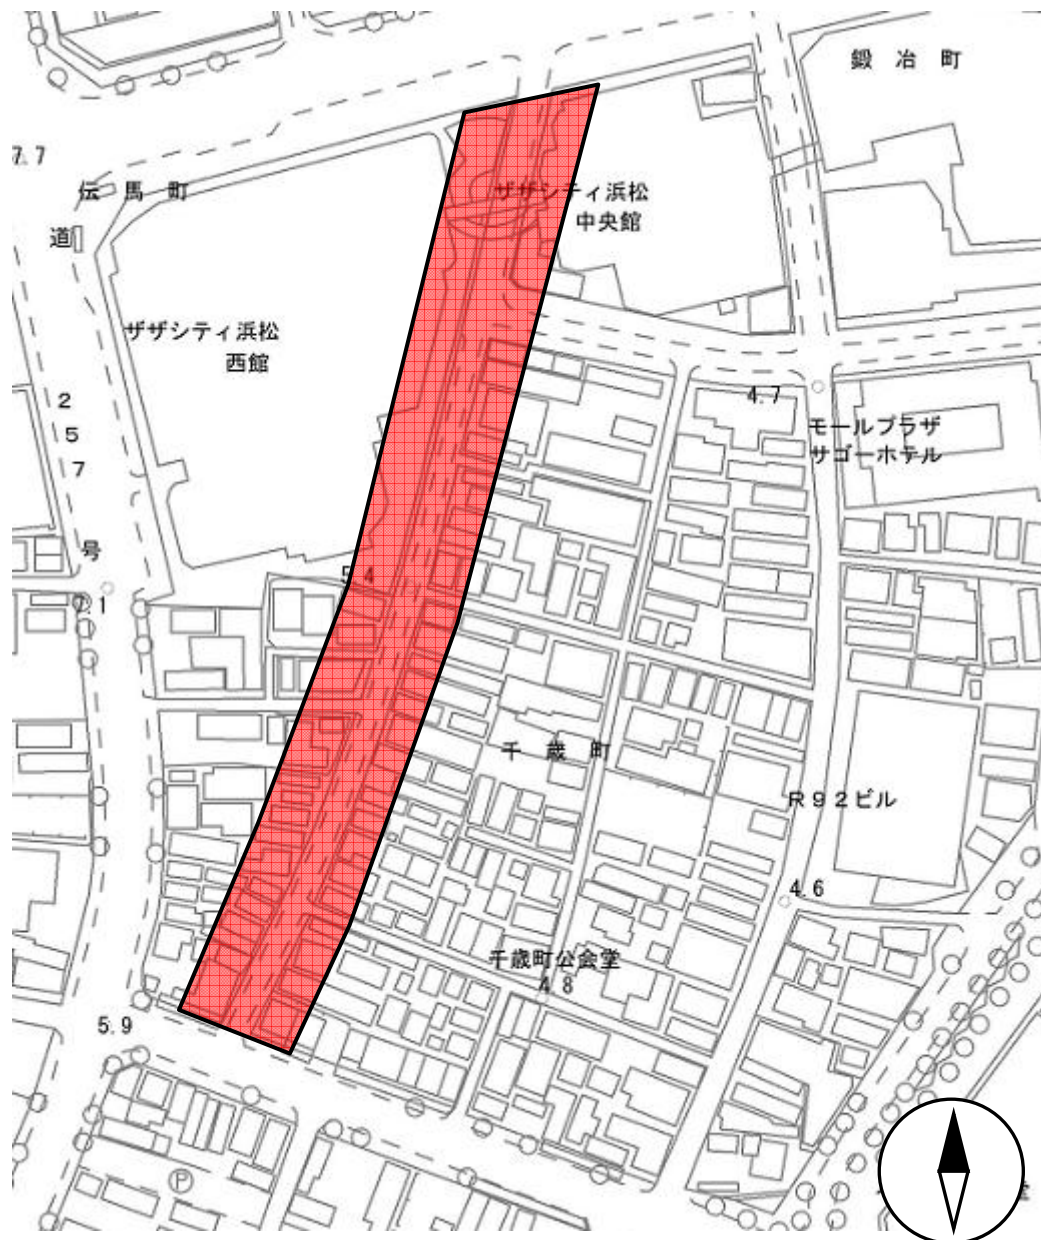 鍛冶町
7.7
伝馬町
道
ザザシティ浜松
中央館
ザザシティ浜松
西館
257号
4.7
モールプラザ
サゴーホテル
5.4
7.1
千歳町
R92ビル
4.6
千歳町公会堂
4.8
5.9
P